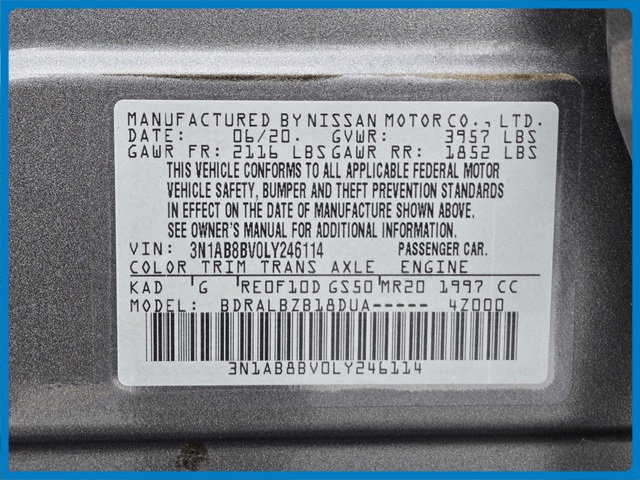 MANUFACTURED BY NISSAN MOTOR CO., LTD.
DATE: 06/20. GVWR: 3957 LBS
GAWR FR: 2116 LBS GAWR RR: 1852 LBS
THIS VEHICLE CONFORMS TO ALL APPLICABLE FEDERAL MOTOR
VEHICLE SAFETY, BUMPER AND THEFT PREVENTION STANDARDS
IN EFFECT ON THE DATE OF MANUFACTURE SHOWN ABOVE.
SEE OWNER'S MANUAL FOR ADDITIONAL INFORMATION.
VIN: 3N1AB8BV0LY246114 PASSENGER CAR.
COLOR TRIM TRANS AXLE ENGINE
KAD G RE0F10D GS50 MR20 1997 CC
MODEL: BDRALBZB18DUA----- 4Z000
3N1AB8BV0LY246114